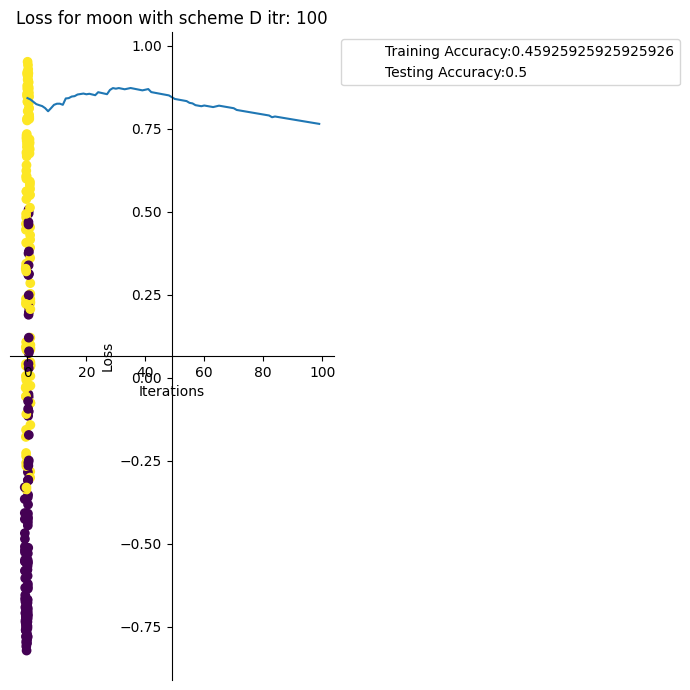 Loss for moon with scheme D itr: 100
Training Accuracy:0.45925925925925926
Testing Accuracy:0.5
1.00
0.75
0.50
0.25
0.00
−0.25
−0.50
−0.75
Loss
0
20
40
60
80
100
Iterations